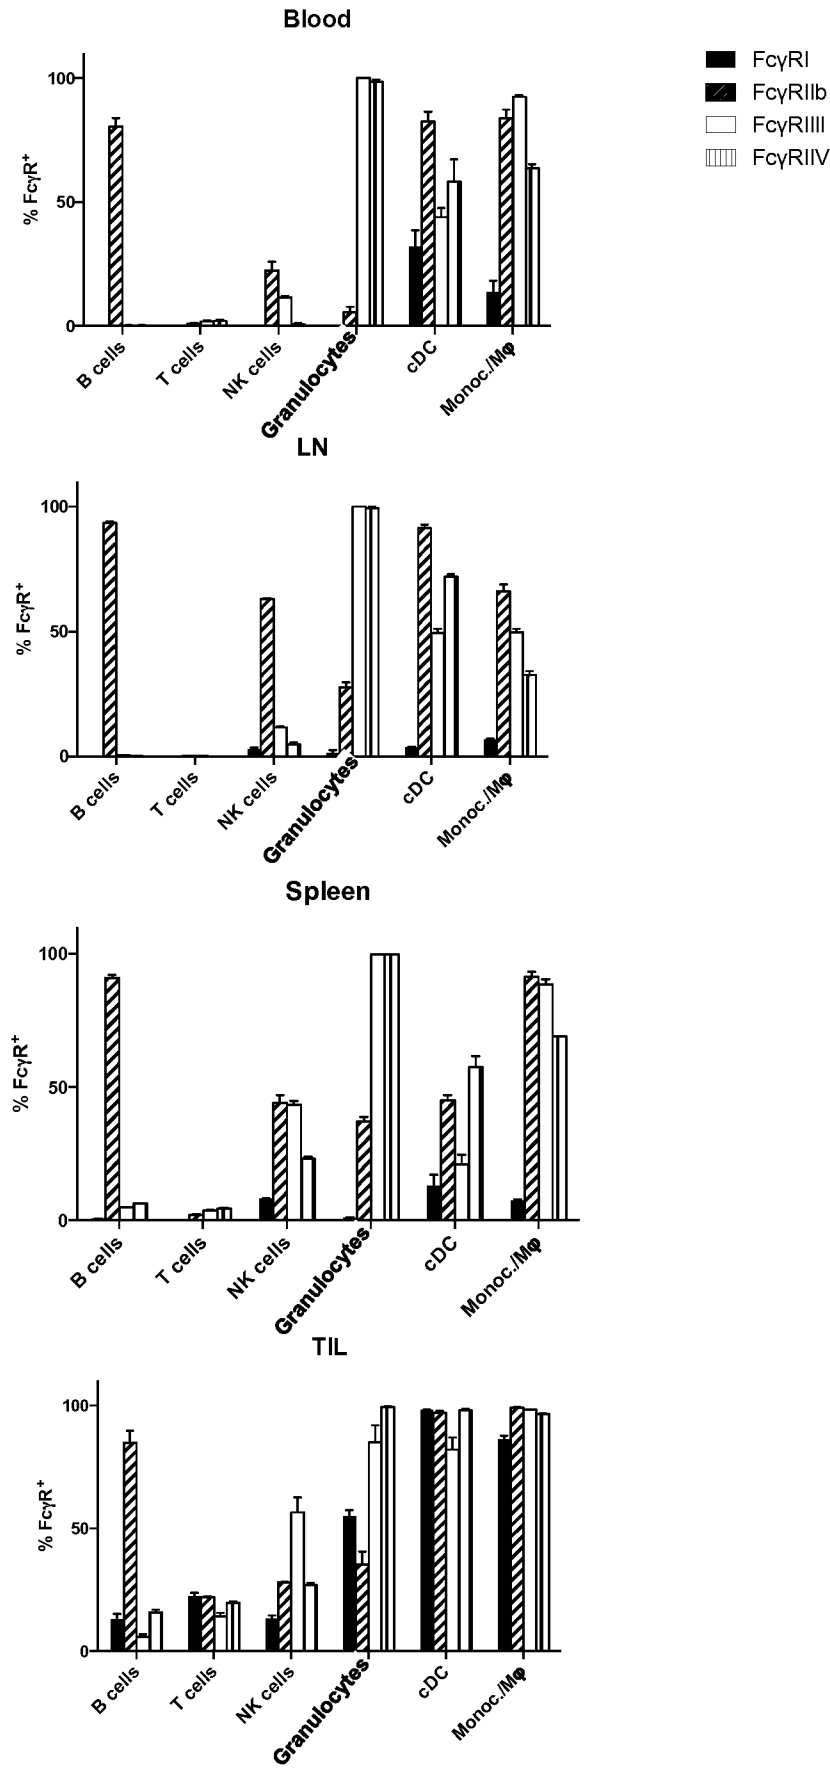 Blood
FcγRI
FcγRIIb
FcγRIIII
FcγRIIV
% FcγR+
100
50
0
B cells
T cells
NK cells
Granulocytes
cDC
Monoc./Mφ
LN
% FcγR+
100
50
0
B cells
T cells
NK cells
Granulocytes
cDC
Monoc./Mφ
Spleen
% FcγR+
100
50
0
B cells
T cells
NK cells
Granulocytes
cDC
Monoc./Mφ
TIL
% FcγR+
100
50
0
B cells
T cells
NK cells
Granulocytes
cDC
Monoc./Mφ